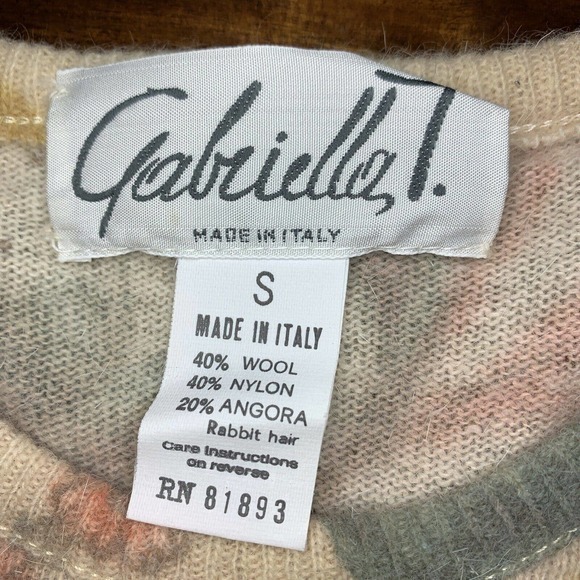 Gabriella T.
MADE IN ITALY
S
MADE IN ITALY
40% WOOL
40% NYLON
20% ANGORA
Rabbit hair
Care instructions
on reverse
RN 81893